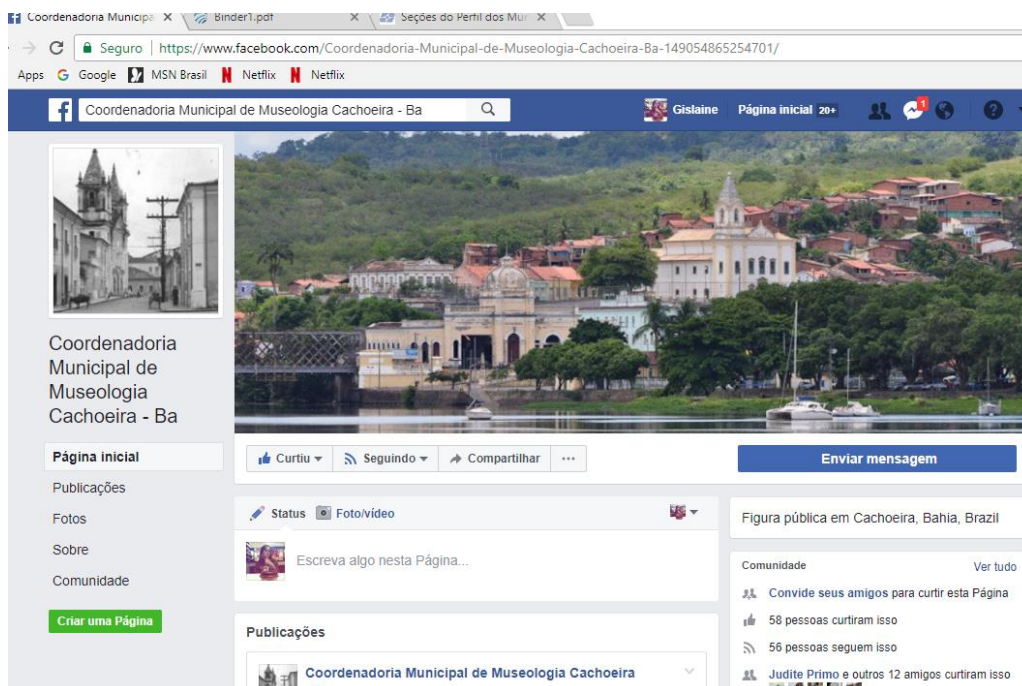 Coordenadoria Municipa
Binder1.pdf
Seções do Perfil dos Mun
Seguro | https://www.facebook.com/Coordenadoria-Municipal-de-Museologia-Cachoeira-Ba-149054865254701/
Apps Google MSN Brasil Netflix Netflix
Coordenadoria Municipal de Museologia Cachoeira - Ba
Gislaine Página inicial 20+ 1
Coordenadoria
Municipal de
Museologia
Cachoeira - Ba
Página inicial
Publicações
Fotos
Sobre
Comunidade
Criar uma Página
Curtiu Seguindo Compartilhar ...
Enviar mensagem
Status Foto/vídeo
Escreva algo nesta Página...
Publicações
Coordenadoria Municipal de Museologia Cachoeira
Figura pública em Cachoeira, Bahia, Brazil
Comunidade Ver tudo
Convide seus amigos para curtir esta Página
58 pessoas curtiram isso
56 pessoas seguem isso
Judite Primo e outros 12 amigos curtiram isso